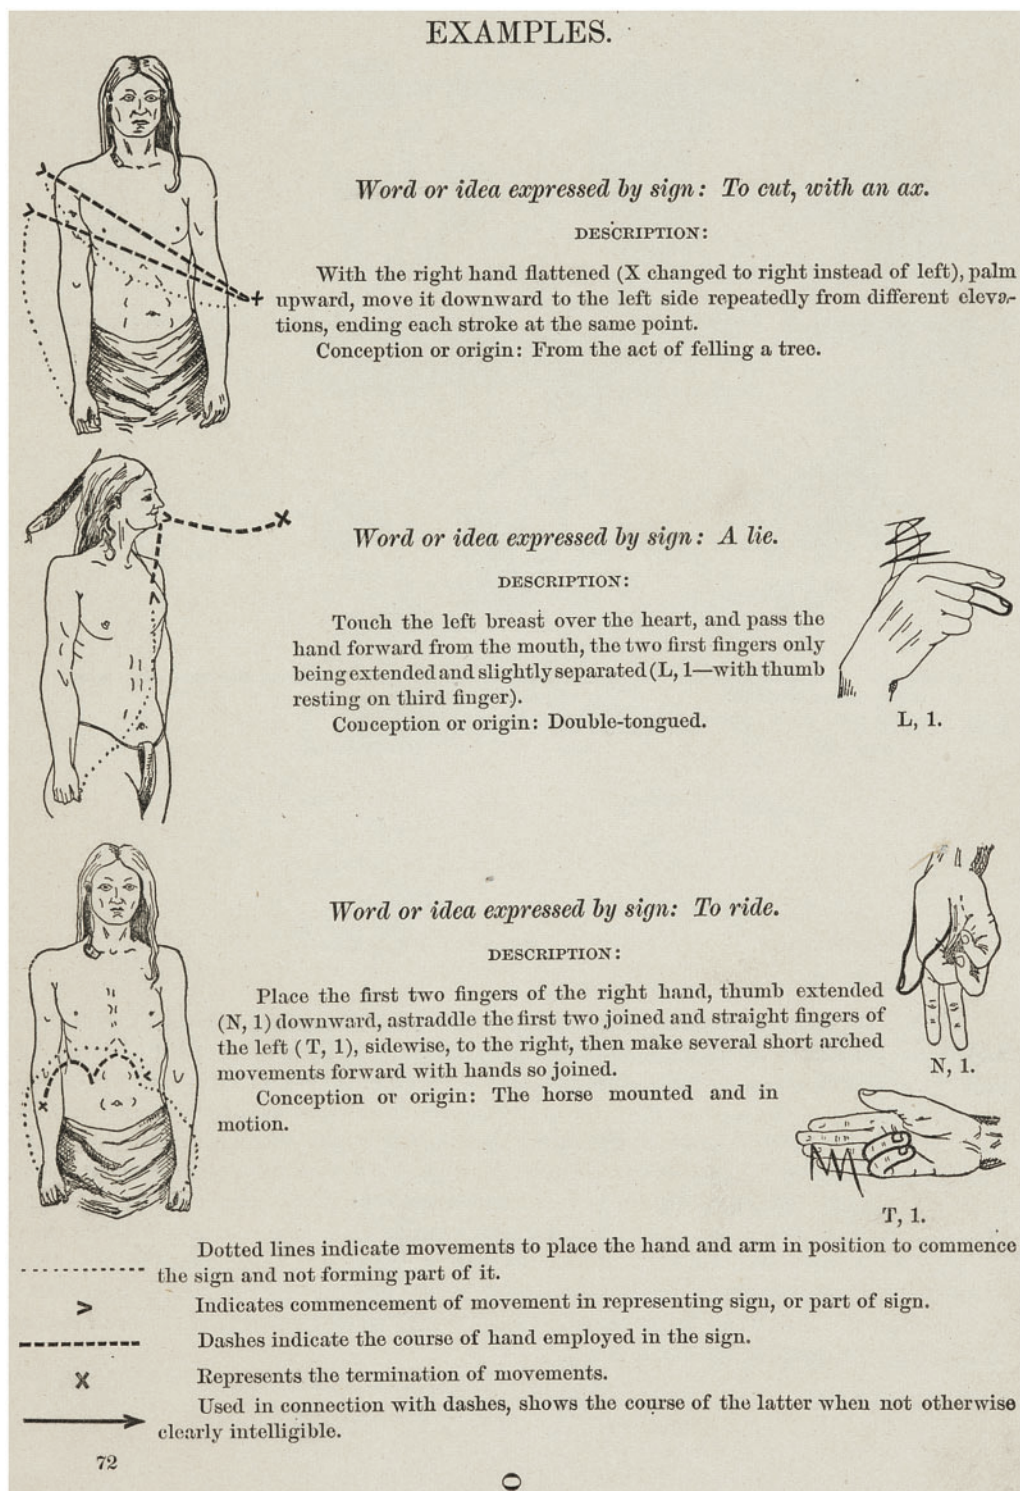 EXAMPLES.
Word or idea expressed by sign: To cut, with an ax.
DESCRIPTION:
With the right hand flattened (X changed to right instead of left), palm
upward, move it downward to the left side repeatedly from different eleva-
tions, ending each stroke at the same point.
Conception or origin: From the act of felling a tree.
Word or idea expressed by sign: A lie.
DESCRIPTION:
Touch the left breast over the heart, and pass the
hand forward from the mouth, the two first fingers only
being extended and slightly separated (L, 1—with thumb
resting on third finger).
Conception or origin: Double-tongued.
L, 1.
Word or idea expressed by sign: To ride.
DESCRIPTION:
Place the first two fingers of the right hand, thumb extended
(N, 1) downward, astraddle the first two joined and straight fingers of
the left (T, 1), sidewise, to the right, then make several short arched
movements forward with hands so joined.
Conception or origin: The horse mounted and in
motion.
N, 1.
T, 1.
Dotted lines indicate movements to place the hand and arm in position to commence
the sign and not forming part of it.
> Indicates commencement of movement in representing sign, or part of sign.
Dashes indicate the course of hand employed in the sign.
x Represents the termination of movements.
Used in connection with dashes, shows the course of the latter when not otherwise
clearly intelligible.
72
O